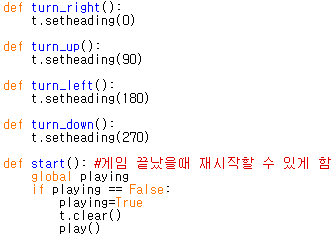 def turn_right():
    t.setheading(0)

def turn_up():
    t.setheading(90)

def turn_left():
    t.setheading(180)

def turn_down():
    t.setheading(270)

def start(): #게임 끝났을때 재시작할 수 있게 함
    global playing
    if playing == False:
        playing=True
        t.clear()
        play()